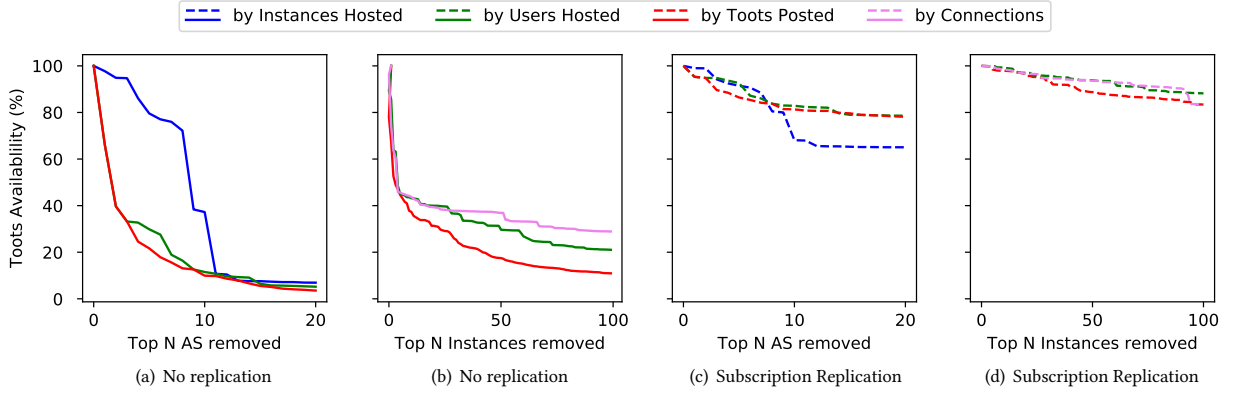 by Instances Hosted by Users Hosted by Toots Posted by Connections
Toots Availablility (%)
100
80
60
40
20
0
0 10 20
Top N AS removed
(a) No replication
0 50 100
Top N Instances removed
(b) No replication
0 10 20
Top N AS removed
(c) Subscription Replication
0 50 100
Top N Instances removed
(d) Subscription Replication